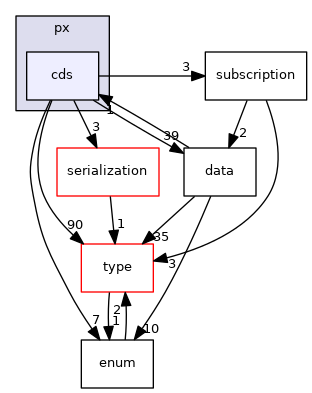 px
cds
3
subscription
3
1
39
2
serialization
data
90
1
35
3
type
7
2
1
10
enum